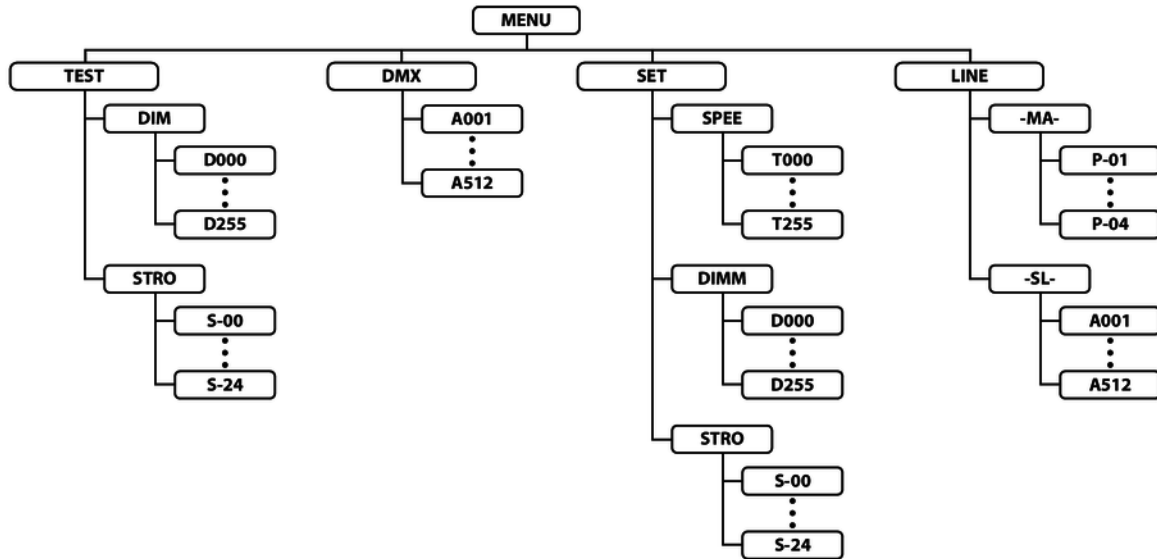 MENU
TEST
DMX
SET
LINE
DIM
A001
SPEE
-MA-
D000
T000
P-01
A512
D255
T255
P-04
STRO
DIMM
-SL-
S-00
D000
A001
S-24
D255
A512
STRO
S-00
S-24